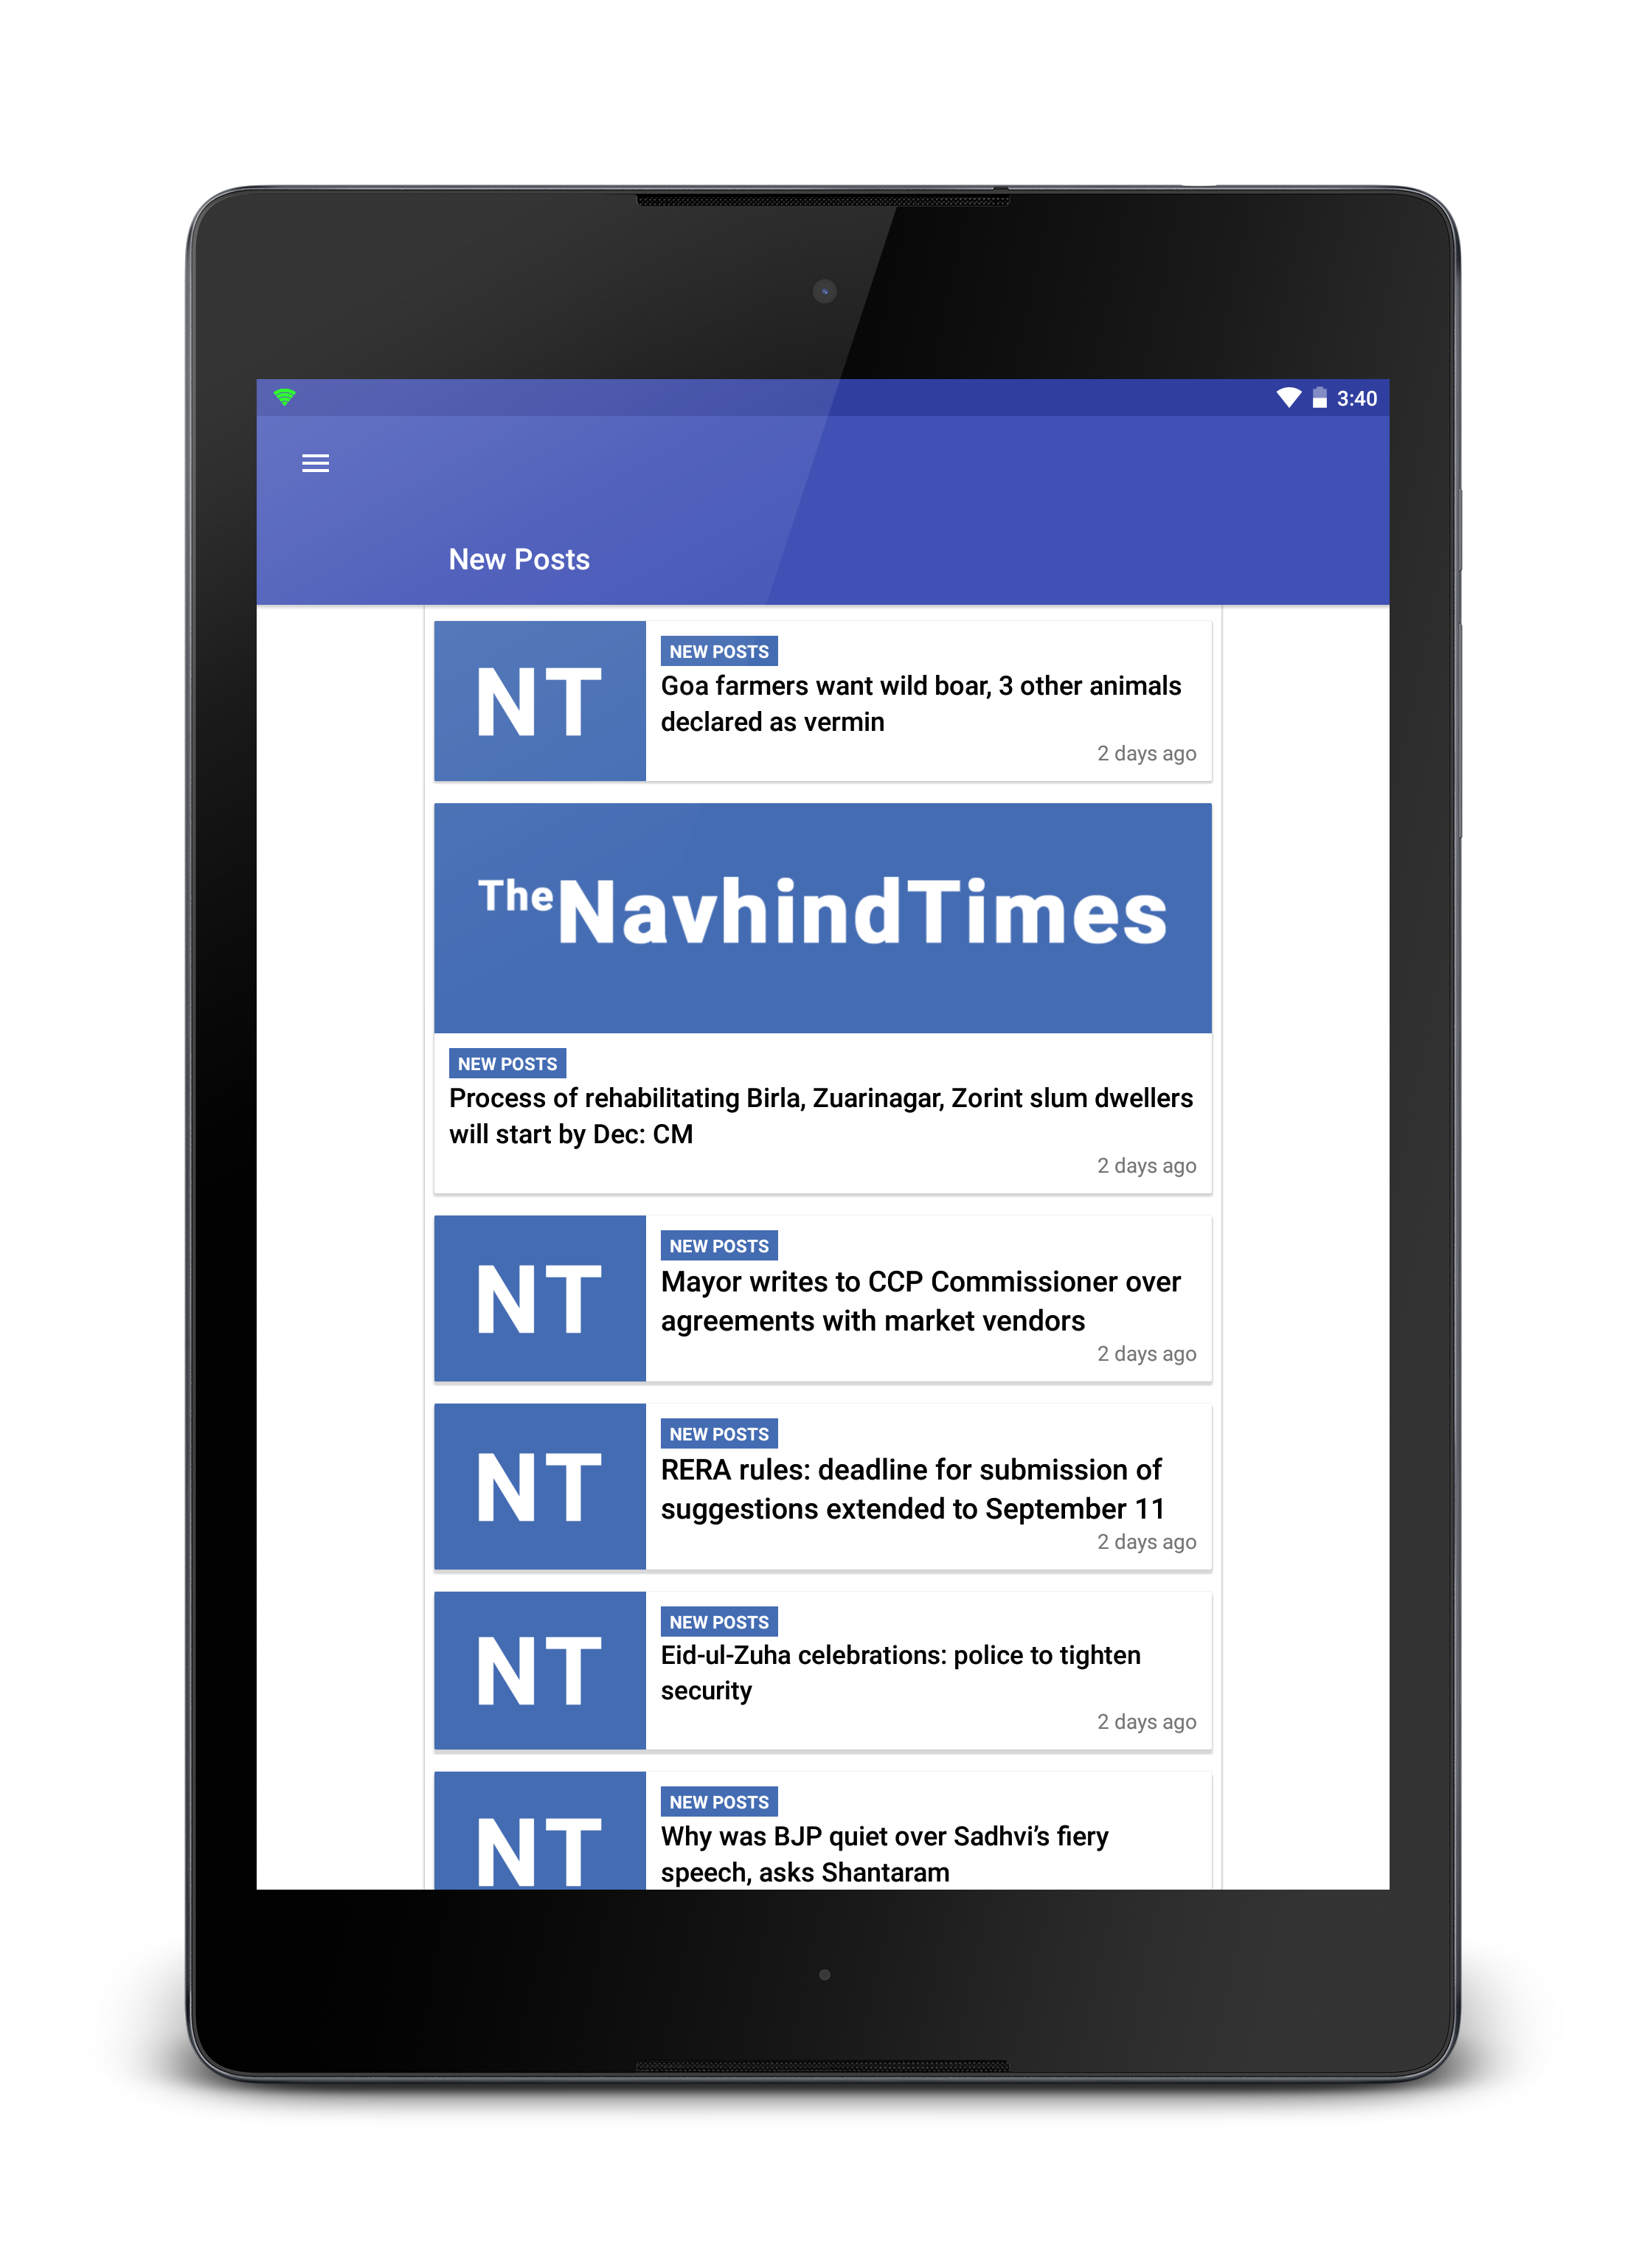 3:40
New Posts
NT
NEW POSTS
Goa farmers want wild boar, 3 other animals
declared as vermin
2 days ago
The NavhindTimes
NEW POSTS
Process of rehabilitating Birla, Zuarinagar, Zorint slum dwellers
will start by Dec: CM
2 days ago
NT
NEW POSTS
Mayor writes to CCP Commissioner over
agreements with market vendors
2 days ago
NT
NEW POSTS
RERA rules: deadline for submission of
suggestions extended to September 11
2 days ago
NT
NEW POSTS
Eid-ul-Zuha celebrations: police to tighten
security
2 days ago
NT
NEW POSTS
Why was BJP quiet over Sadhvi’s fiery
speech, asks Shantaram